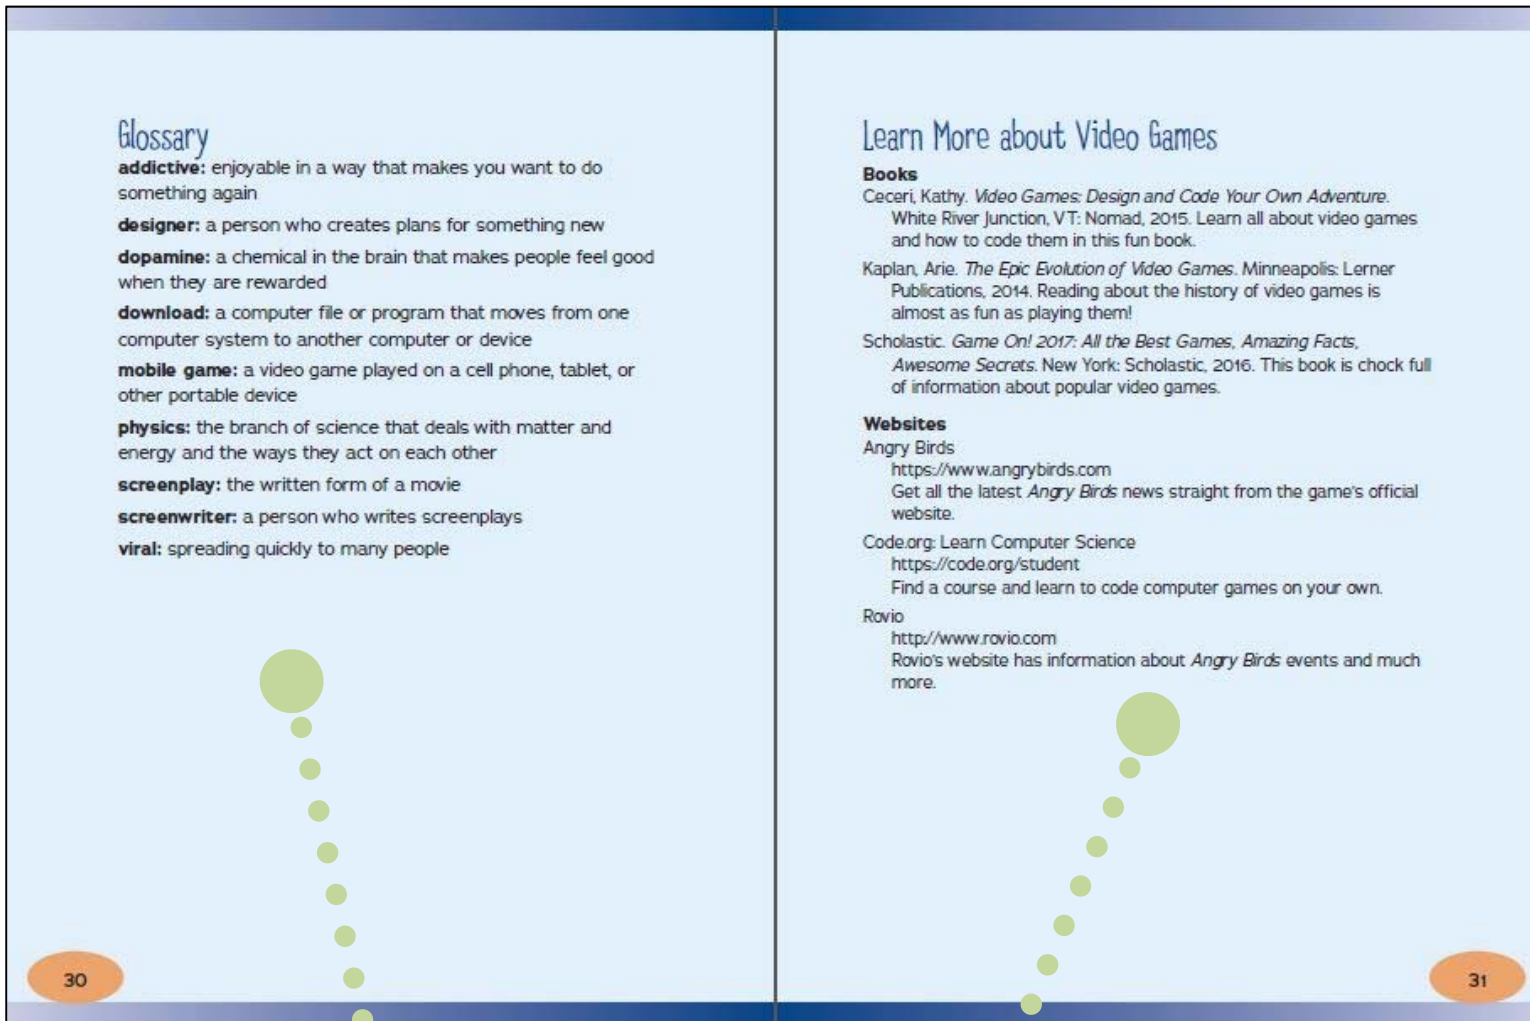 Glossary
addictive: enjoyable in a way that makes you want to do
something again
designer: a person who creates plans for something new
dopamine: a chemical in the brain that makes people feel good
when they are rewarded
download: a computer file or program that moves from one
computer system to another computer or device
mobile game: a video game played on a cell phone, tablet, or
other portable device
physics: the branch of science that deals with matter and
energy and the ways they act on each other
screenplay: the written form of a movie
screenwriter: a person who writes screenplays
viral: spreading quickly to many people
30
Learn More about Video Games
Books
Ceceri, Kathy. Video Games: Design and Code Your Own Adventure.
White River Junction, VT: Nomad, 2015. Learn all about video games
and how to code them in this fun book.
Kaplan, Arie. The Epic Evolution of Video Games. Minneapolis: Lerner
Publications, 2014. Reading about the history of video games is
almost as fun as playing them!
Scholastic. Game On! 2017: All the Best Games, Amazing Facts,
Awesome Secrets. New York: Scholastic, 2016. This book is chock full
of information about popular video games.
Websites
Angry Birds
https://www.angrybirds.com
Get all the latest Angry Birds news straight from the game's official
website.
Code.org: Learn Computer Science
https://code.org/student
Find a course and learn to code computer games on your own.
Rovio
http://www.rovio.com
Rovio's website has information about Angry Birds events and much
more.
31